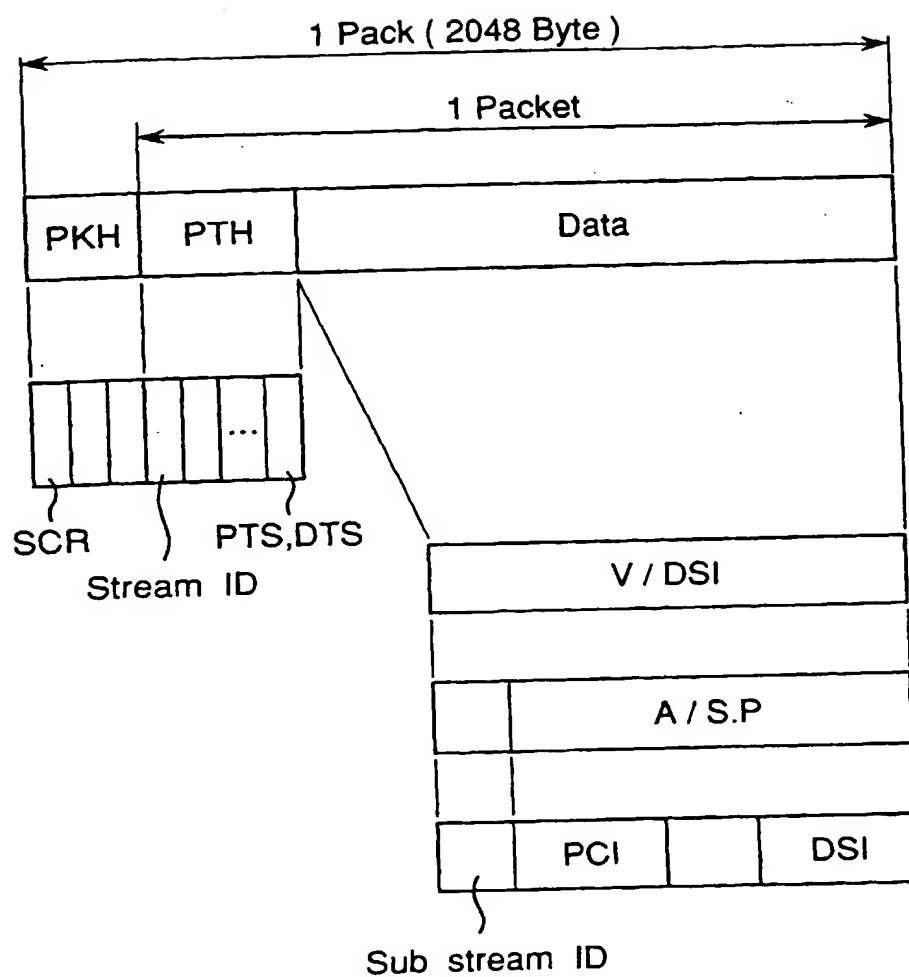 1 Pack ( 2048 Byte )
1 Packet
PKH PTH Data
...
SCR PTS,DTS
Stream ID
V / DSI
A / S.P
PCI DSI
Sub stream ID